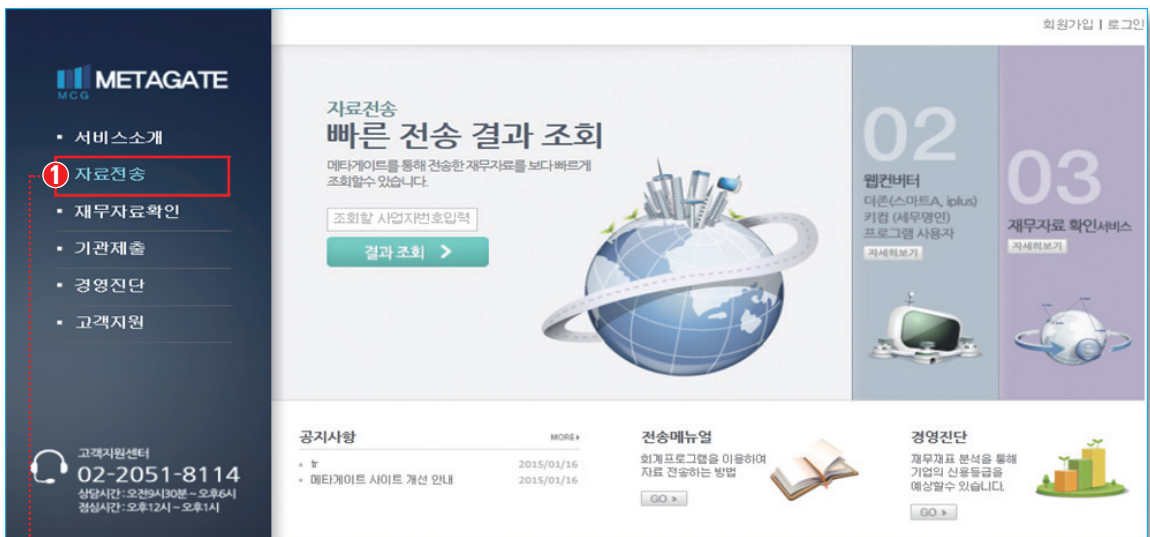 회원가입 | 로그인
METAGATE
MCG
서비스소개
1 자료전송
재무자료확인
기관제출
경영진단
고객지원
고객지원센터
02-2051-8114
상담시간:오전9시30분~오후6시
점심시간:오후12시~오후1시
자료전송
빠른 전송 결과 조회
메타게이트를 통해 전송한 재무자료를 보다 빠르게
조회할수 있습니다.
조회할 사업자번호입력
결과 조회
02
웹컨버터
더존(스마트A, iplus)
키컴 (세무명인)
프로그램 사용자
자세히보기
03
재무자료 확인서비스
자세히보기
공지사항 MORE
tr 2015/01/16
메타게이트 사이트 개선 안내 2015/01/16
전송메뉴얼
회계프로그램을 이용하여
자료 전송하는 방법
GO »
경영진단
재무재표 분석을 통해
기업의 신용등급을
예상할수 있습니다.
GO »